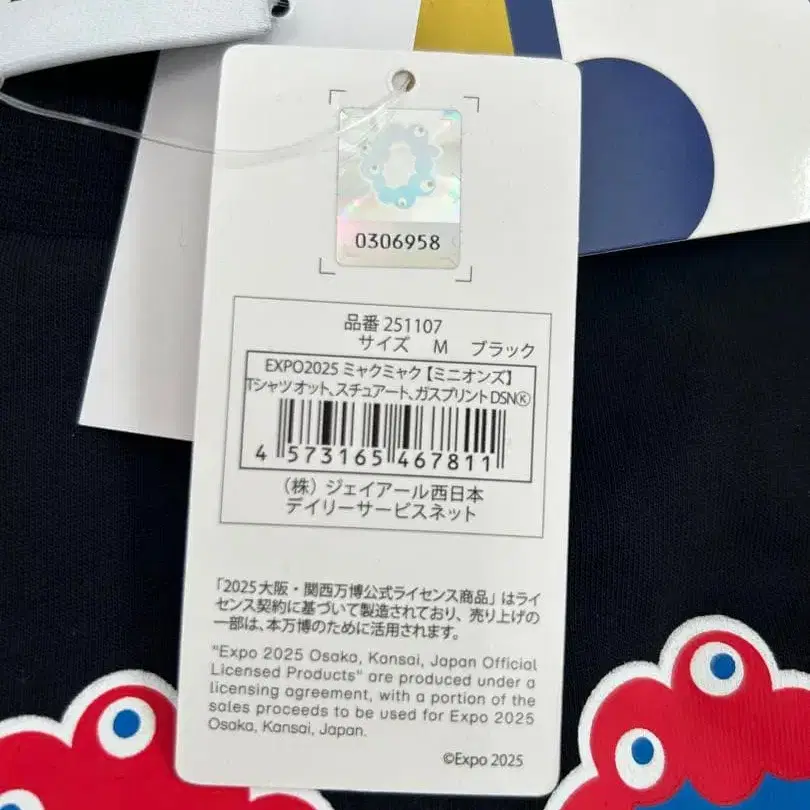 0306958
品番 251107
サイズ M ブラック
EXPO2025 ミャクミャク【ミニオンズ】
Tシャツ オット、スチュアート、ガスプリント DSNⓀ
4 573165 467811
（株）ジェイアール西日本
デイリーサービスネット
「2025大阪・関西万博公式ライセンス商品」はライ
センス契約に基づいて製造されており、売り上げの
一部は、本万博のために活用されます。
"Expo 2025 Osaka, Kansai, Japan Official
Licensed Products" are produced under a
licensing agreement, with a portion of the
sales proceeds to be used for Expo 2025
Osaka, Kansai, Japan.
©Expo 2025